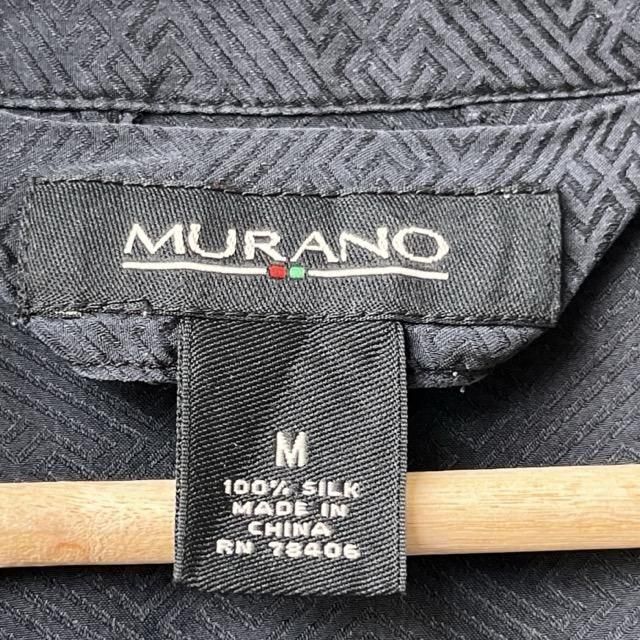 MURANO
M
100% SILK
MADE IN
CHINA
RN 78406